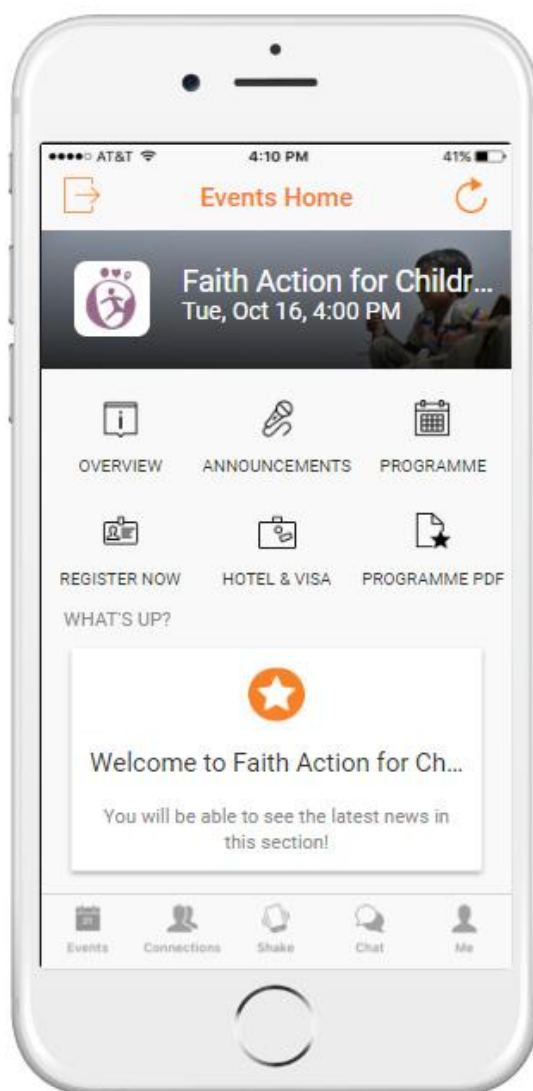 AT&T 4:10 PM 41%
Events Home
Faith Action for Childr...
Tue, Oct 16, 4:00 PM
OVERVIEW ANNOUNCEMENTS PROGRAMME
REGISTER NOW HOTEL & VISA PROGRAMME PDF
WHAT'S UP?
Welcome to Faith Action for Ch...
You will be able to see the latest news in
this section!
Events Connections Shake Chat Me